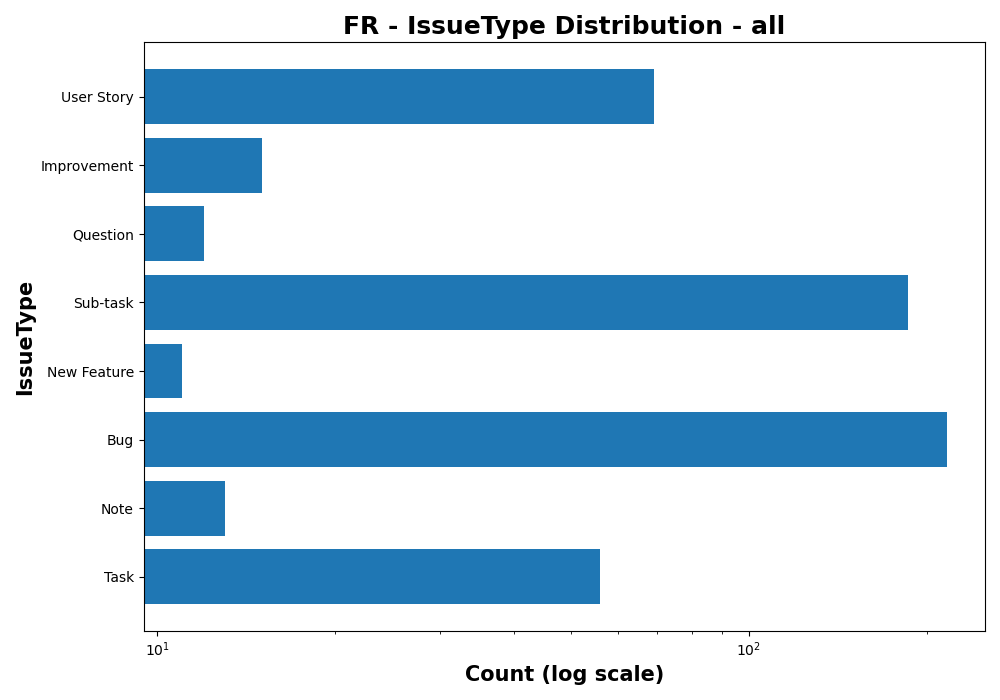 FR - IssueType Distribution - all
User Story
Improvement
Question
Sub-task
New Feature
Bug
Note
Task
IssueType
10¹
10²
Count (log scale)